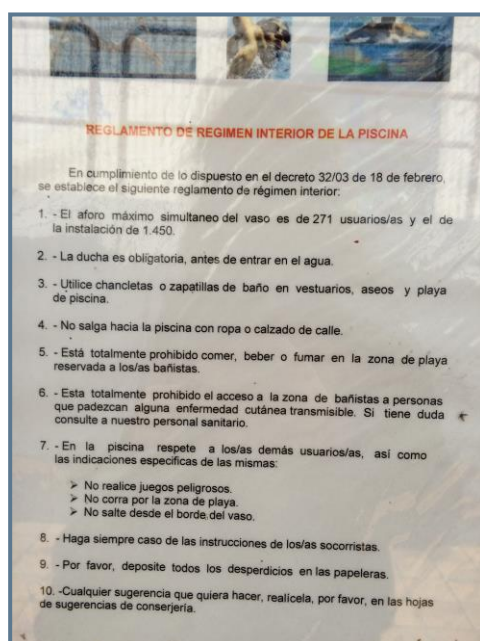 REGLAMENTO DE REGIMEN INTERIOR DE LA PISCINA
En cumplimiento de lo dispuesto en el decreto 32/03 de 18 de febrero,
se establece el siguiente reglamento de régimen interior:
1. - El aforo máximo simultaneo del vaso es de 271 usuarios/as y el de
la instalación de 1.450.
2. - La ducha es obligatoria, antes de entrar en el agua.
3. - Utilice chancletas o zapatillas de baño en vestuarios, aseos y playa
de piscina.
4. - No salga hacia la piscina con ropa o calzado de calle.
5. - Está totalmente prohibido comer, beber o fumar en la zona de playa
reservada a los/as bañistas.
6. - Esta totalmente prohibido el acceso a la zona de bañistas a personas
que padezcan alguna enfermedad cutánea transmisible. Si tiene duda
consulte a nuestro personal sanitario.
7. - En la piscina respete a los/as demás usuarios/as, así como
las indicaciones especificas de las mismas:
➤ No realice juegos peligrosos.
➤ No corra por la zona de playa.
➤ No salte desde el borde del vaso.
8. - Haga siempre caso de las instrucciones de los/as socorristas.
9. - Por favor, deposite todos los desperdicios en las papeleras.
10. -Cualquier sugerencia que quiera hacer, realícela, por favor, en las hojas
de sugerencias de conserjería.